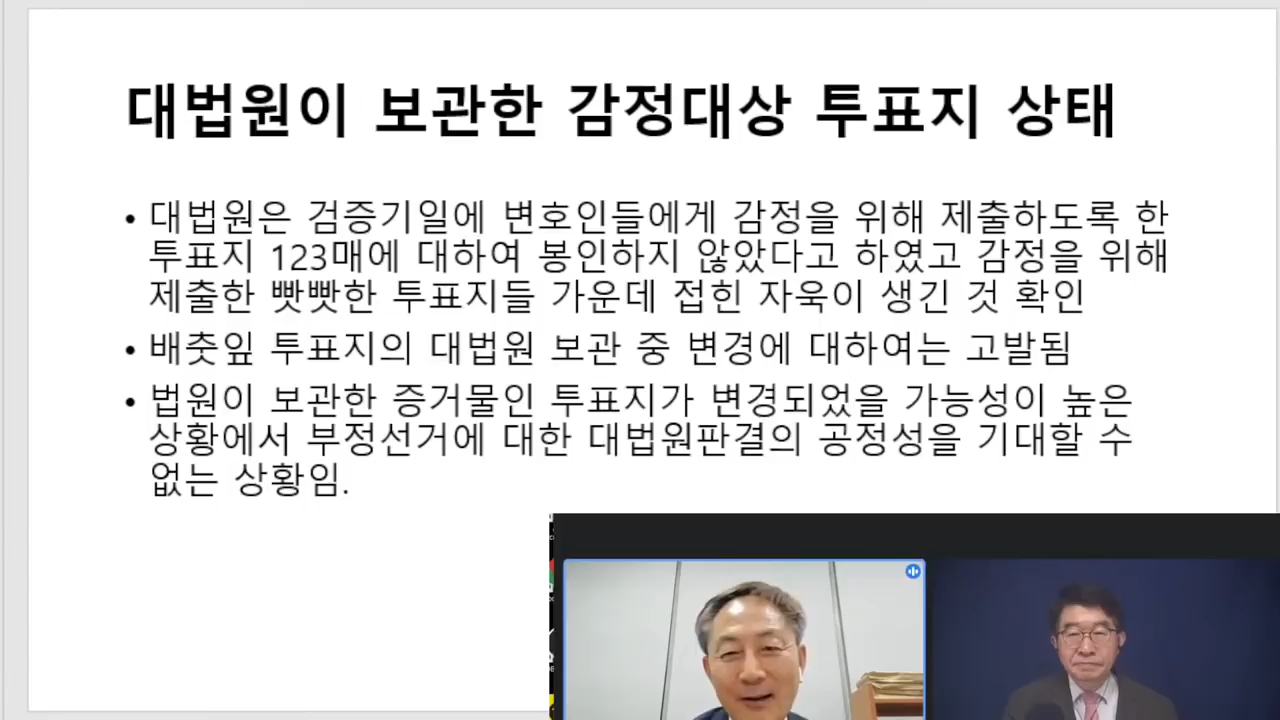 대법원이 보관한 감정대상 투표지 상태
• 대법원은 검증기일에 변호인들에게 감정을 위해 제출하도록 한
투표지 123매에 대하여 봉인하지 않았다고 하였고 감정을 위해
제출한 빳빳한 투표지들 가운데 접힌 자욱이 생긴 것 확인
• 배춧잎 투표지의 대법원 보관 중 변경에 대하여는 고발됨
• 법원이 보관한 증거물인 투표지가 변경되었을 가능성이 높은
상황에서 부정선거에 대한 대법원판결의 공정성을 기대할 수
없는 상황임.